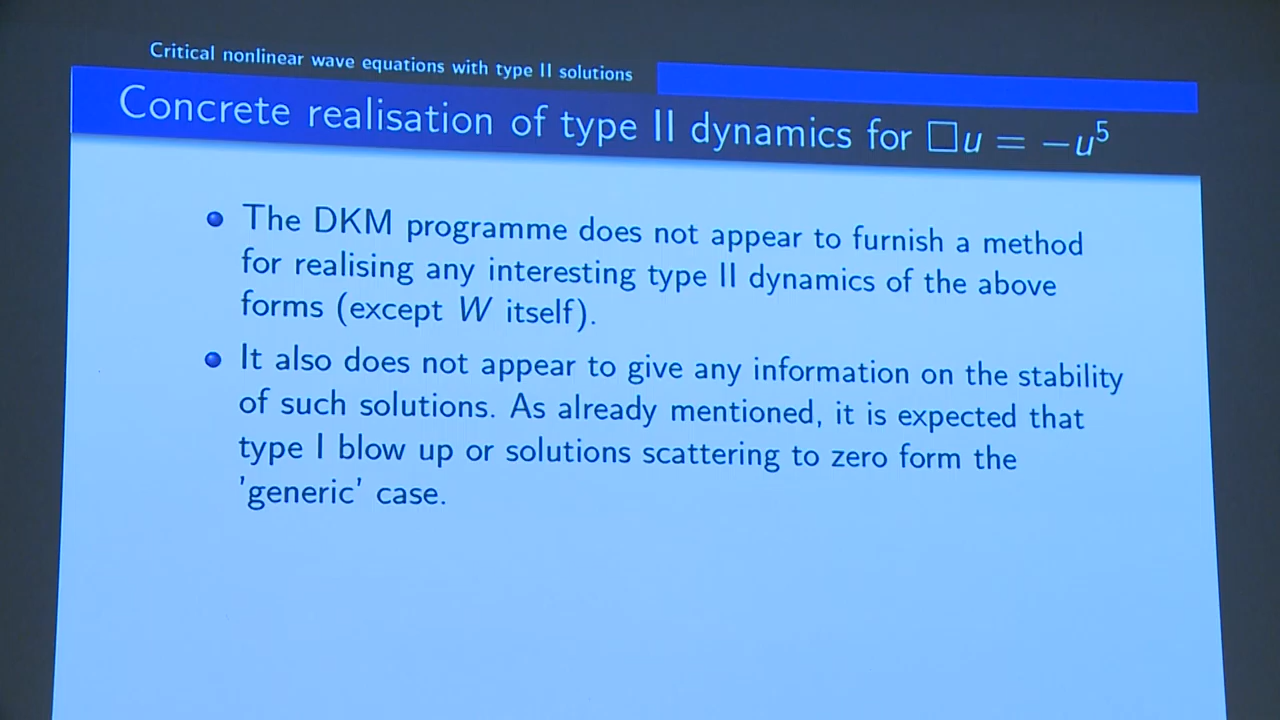 Critical nonlinear wave equations with type II solutions
Concrete realisation of type II dynamics for □u = −u⁵
The DKM programme does not appear to furnish a method
for realising any interesting type II dynamics of the above
forms (except W itself).
It also does not appear to give any information on the stability
of such solutions. As already mentioned, it is expected that
type I blow up or solutions scattering to zero form the
'generic' case.